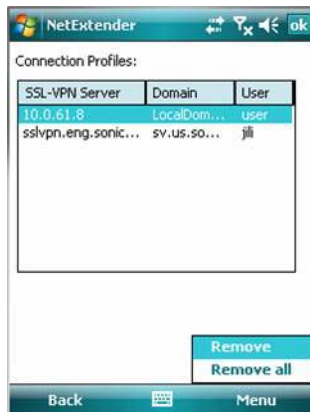 NetExtender ok
Connection Profiles:
SSL-VPN Server Domain User
10.0.61.8 LocalDom... user
sslvpn.eng.sonic... sv.us.so... jili
Remove
Remove all
Back Menu